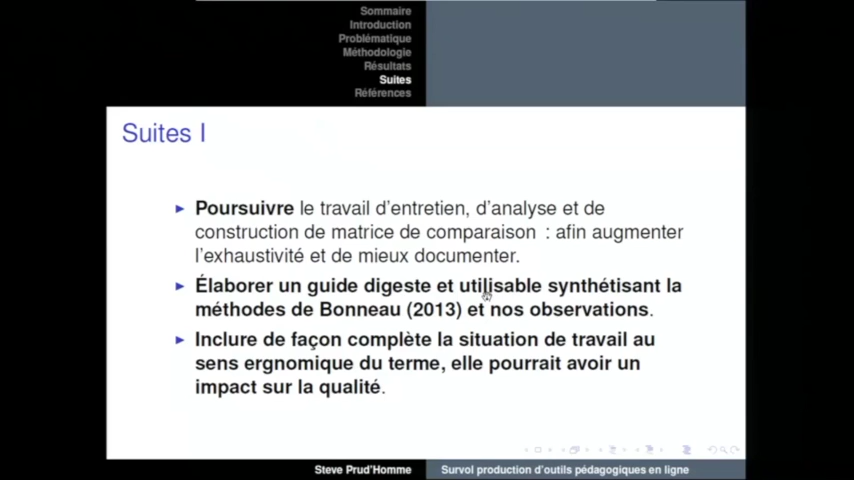 Sommaire
Introduction
Problématique
Méthodologie
Résultats
Suites
Références
Suites I
Poursuivre le travail d'entretien, d'analyse et de
construction de matrice de comparaison : afin augmenter
l'exhaustivité et de mieux documenter.
Élaborer un guide digeste et utilisable synthétisant la
méthodes de Bonneau (2013) et nos observations.
Inclure de façon complète la situation de travail au
sens ergnomique du terme, elle pourrait avoir un
impact sur la qualité.
Steve Prud'Homme
Survol production d'outils pédagogiques en ligne